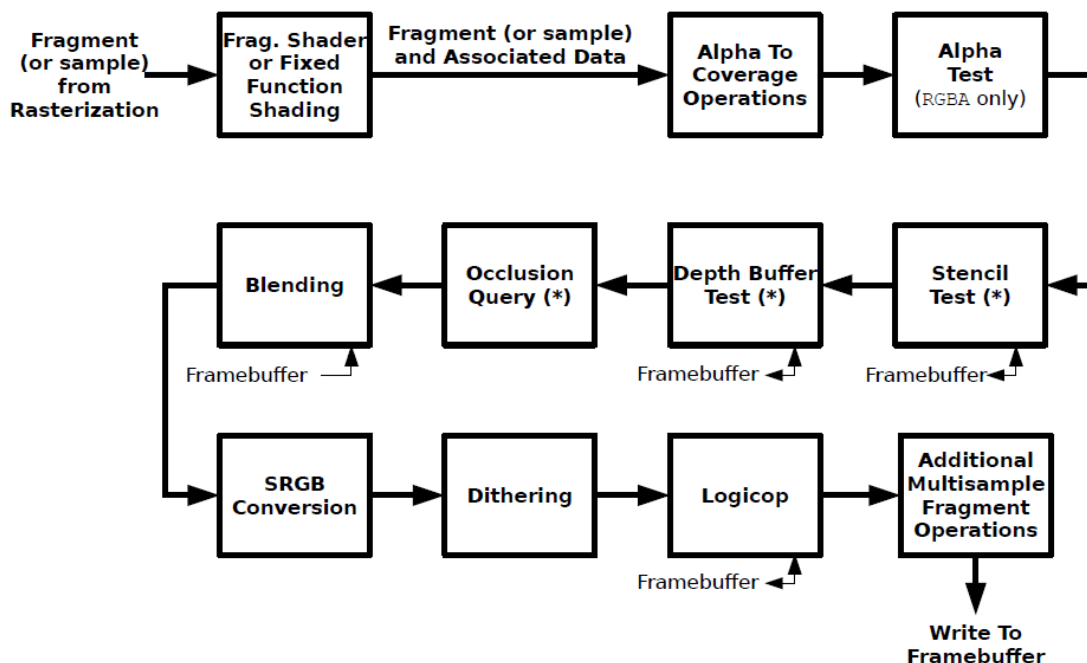 Fragment
(or sample)
from
Rasterization
Frag. Shader
or Fixed
Function
Shading
Fragment (or sample)
and Associated Data
Alpha To
Coverage
Operations
Alpha
Test
(RGBA only)
Blending
Occlusion
Query (*)
Depth Buffer
Test (*)
Stencil
Test (*)
Framebuffer
Framebuffer
Framebuffer
SRGB
Conversion
Dithering
Logicop
Additional
Multisample
Fragment
Operations
Framebuffer
Write To
Framebuffer